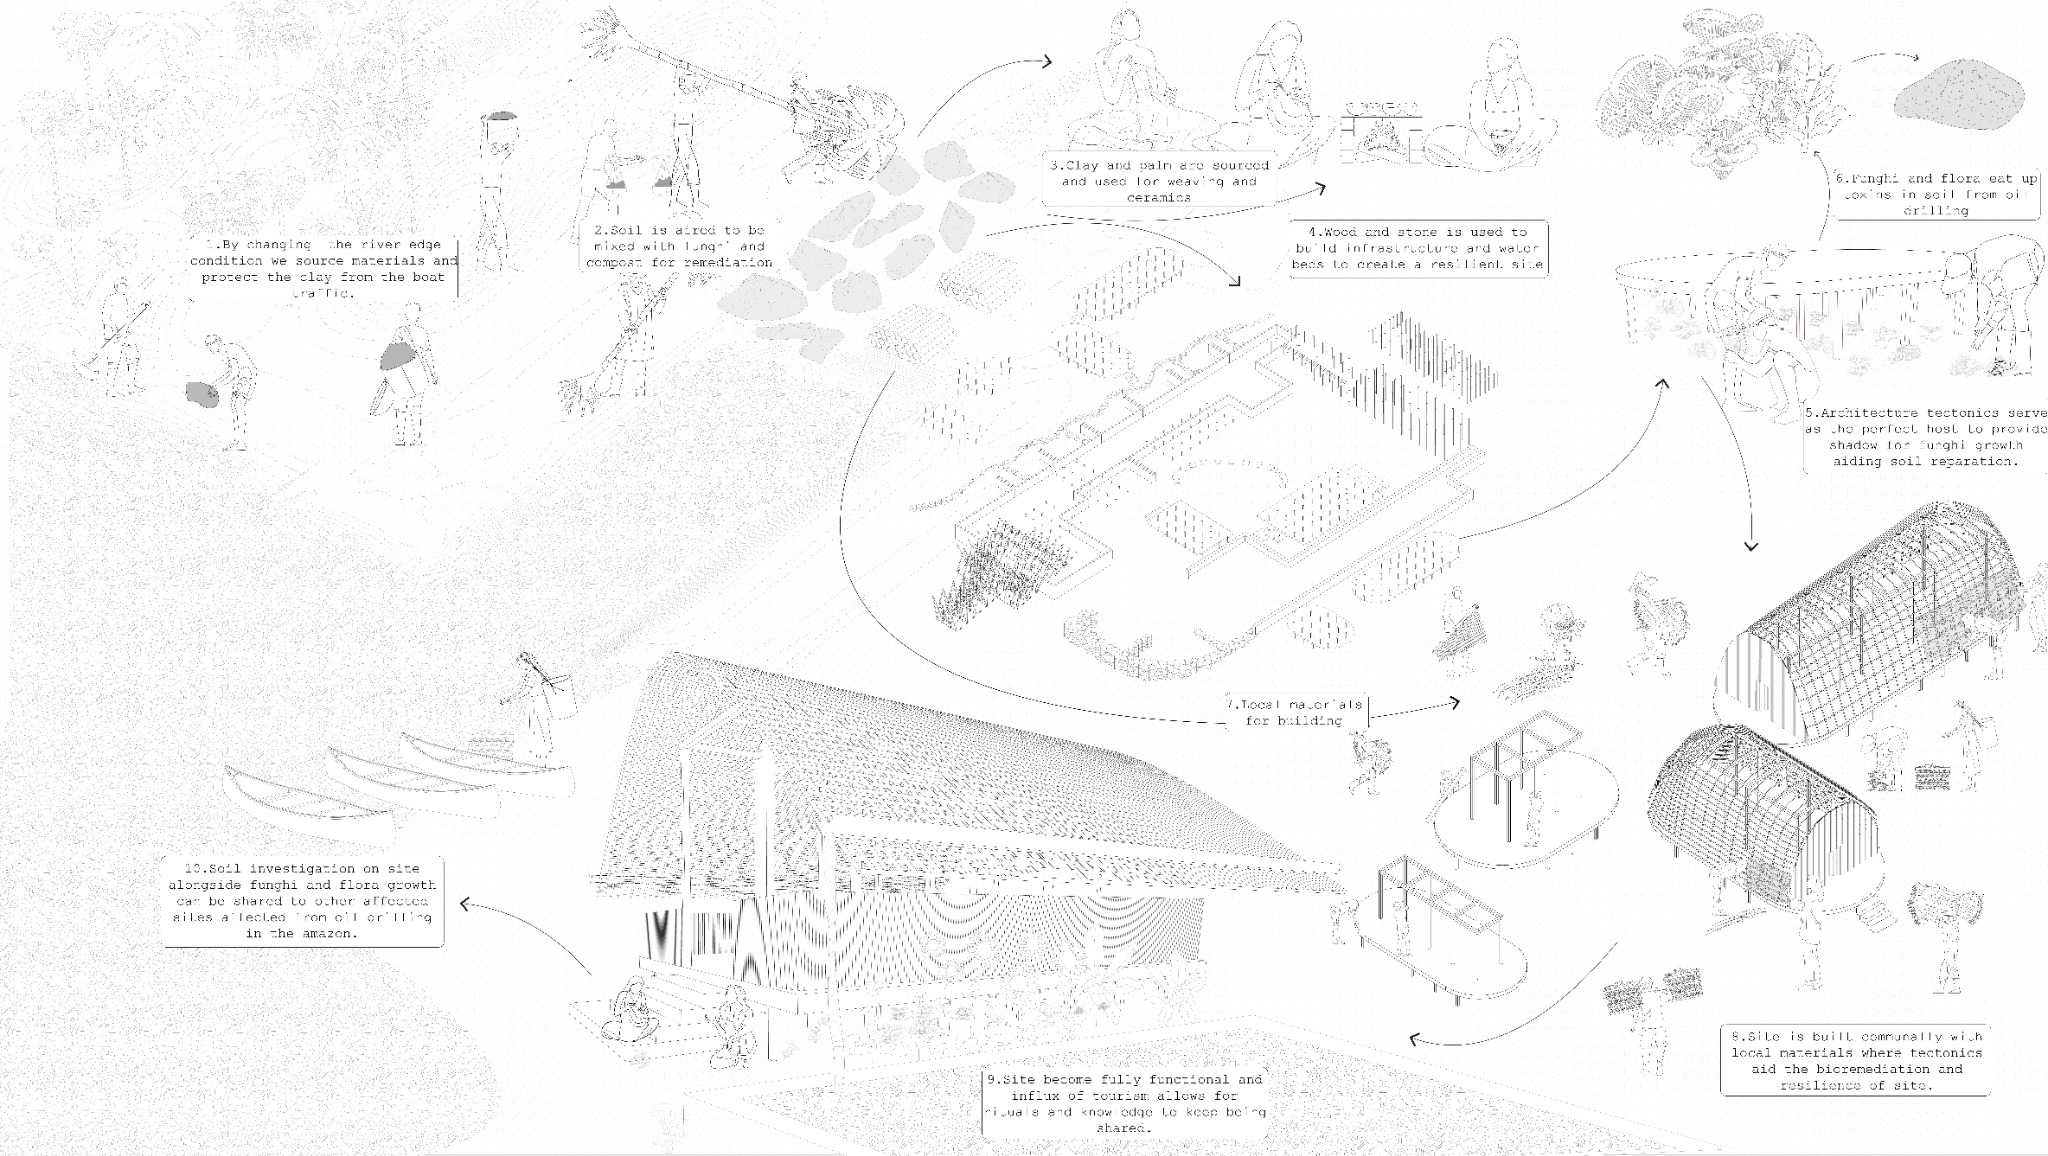 1.By changing the river edge
condition we source materials and
protect the clay from the boat
traffic.
2.Soil is aired to be
mixed with funghi and
compost for remediation
3.Clay and palm are sourced
and used for weaving and
ceramics
4.Wood and stone is used to
build infrastructure and water
beds to create a resilient site
5.Architecture tectonics serve
as the perfect host to provide
shadow for funghi growth
aiding soil reparation.
6.Funghi and flora eat up
toxins in soil from oil
drilling
7.Local materials
for building
8.Site is built communally with
local materials where tectonics
aid the bioremediation and
resilience of site.
9.Site become fully functional and
influx of tourism allows for
rituals and knowledge to keep being
shared.
10.Soil investigation on site
alongside funghi and flora growth
can be shared to other affected
sites affected from oil drilling
in the amazon.